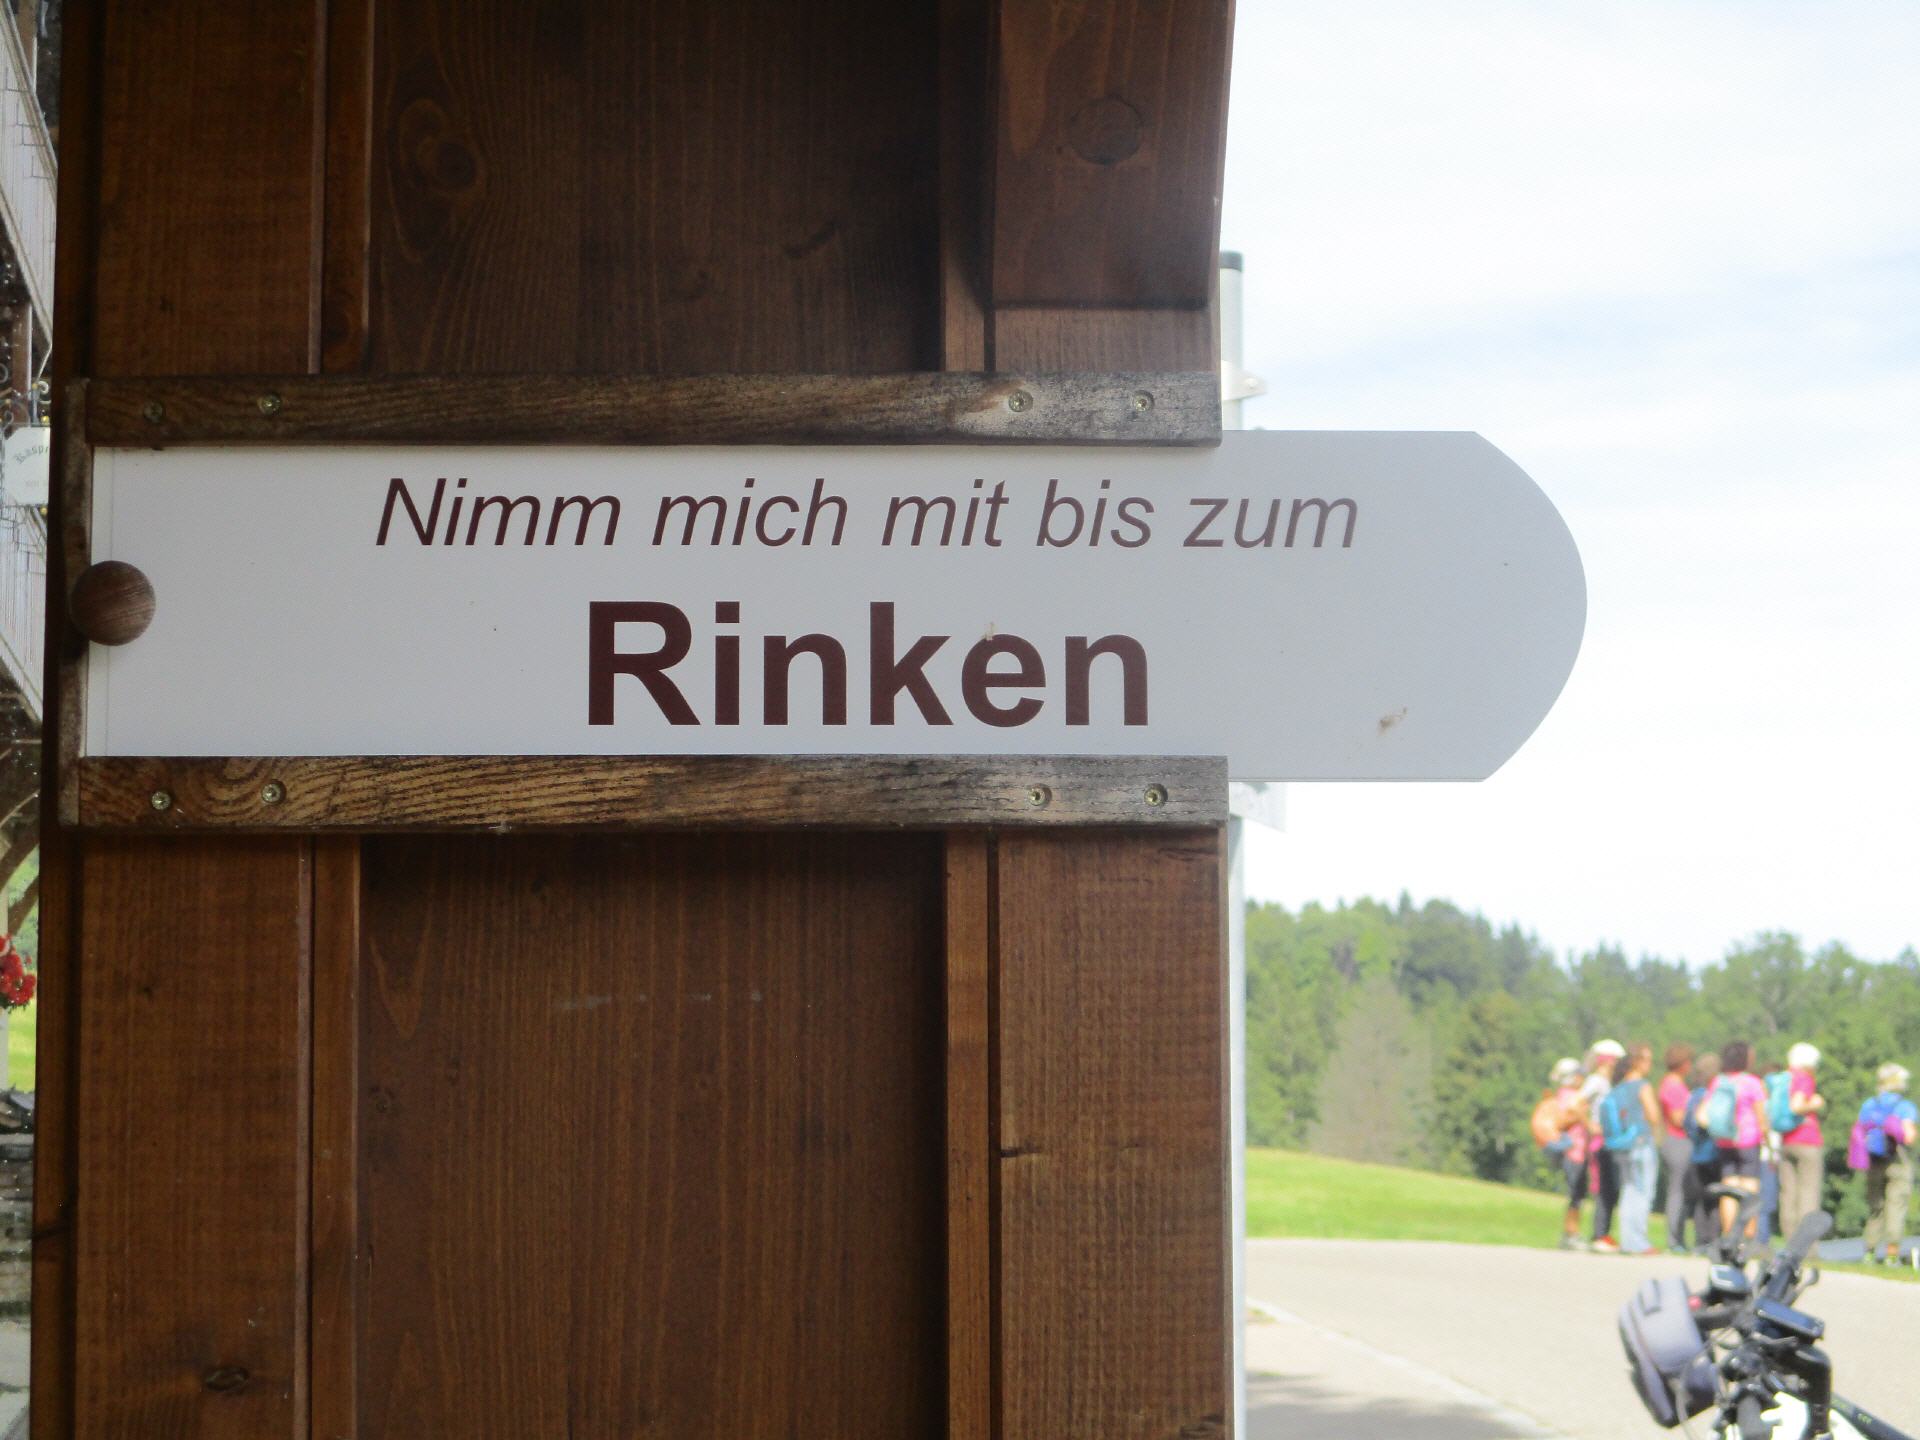 Nimm mich mit bis zum
Rinken